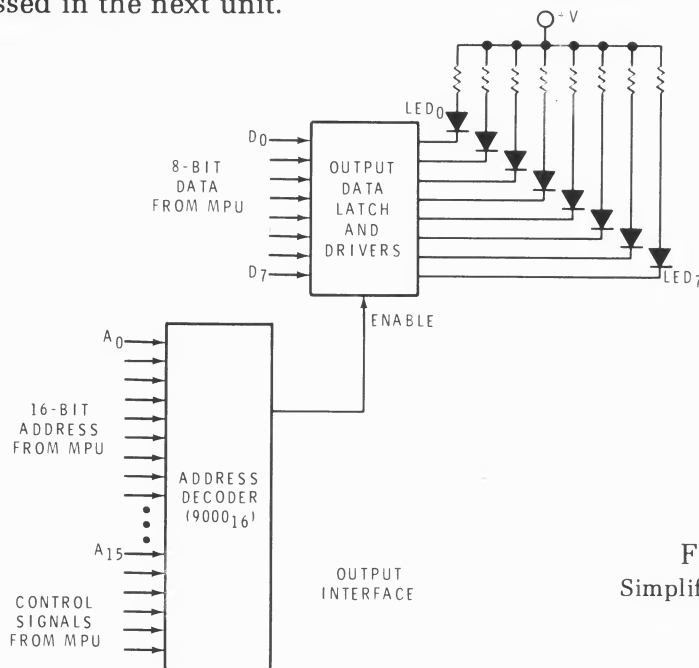 ssed in the next unit.
+V
LED0
D0
8-BIT
DATA
FROM MPU
OUTPUT
DATA
LATCH
AND
DRIVERS
D7
LED7
ENABLE
A0
16-BIT
ADDRESS
FROM MPU
ADDRESS
DECODER
(9000₁₆)
A15
OUTPUT
INTERFACE
F
Simplif
CONTROL
SIGNALS
FROM MPU